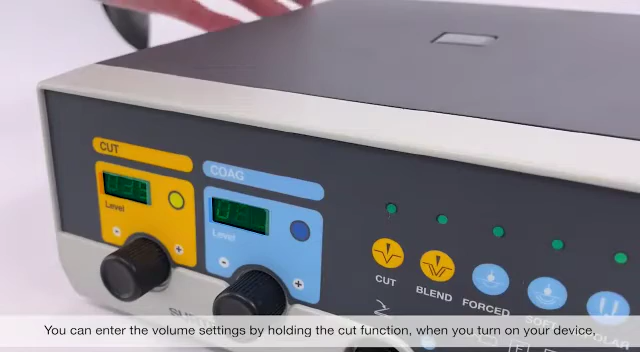 CUT
COAG
Level
Level
CUT
BLEND
FORCED
You can enter the volume settings by holding the cut function, when you turn on your device,